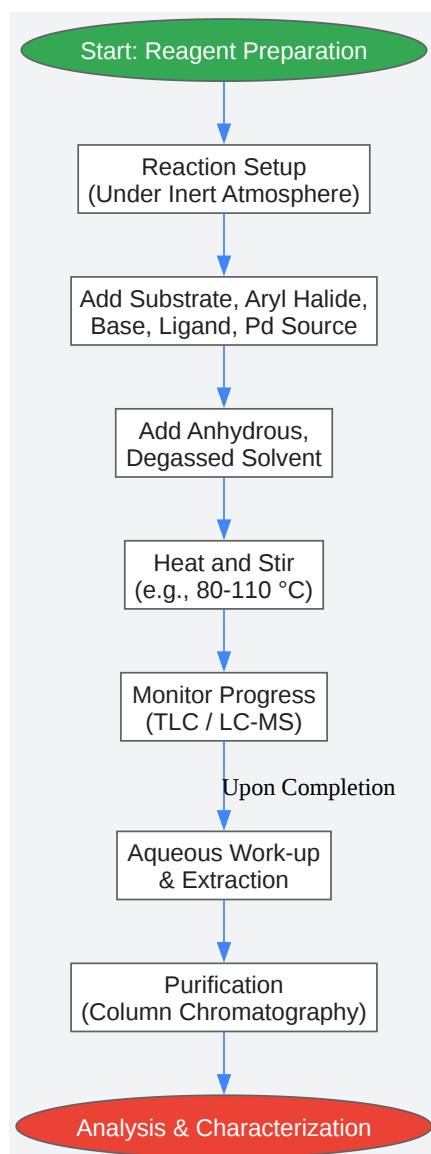 Start: Reagent Preparation
Reaction Setup
(Under Inert Atmosphere)
Add Substrate, Aryl Halide,
Base, Ligand, Pd Source
Add Anhydrous,
Degassed Solvent
Heat and Stir
(e.g., 80-110 °C)
Monitor Progress
(TLC / LC-MS)
Upon Completion
Aqueous Work-up
& Extraction
Purification
(Column Chromatography)
Analysis & Characterization